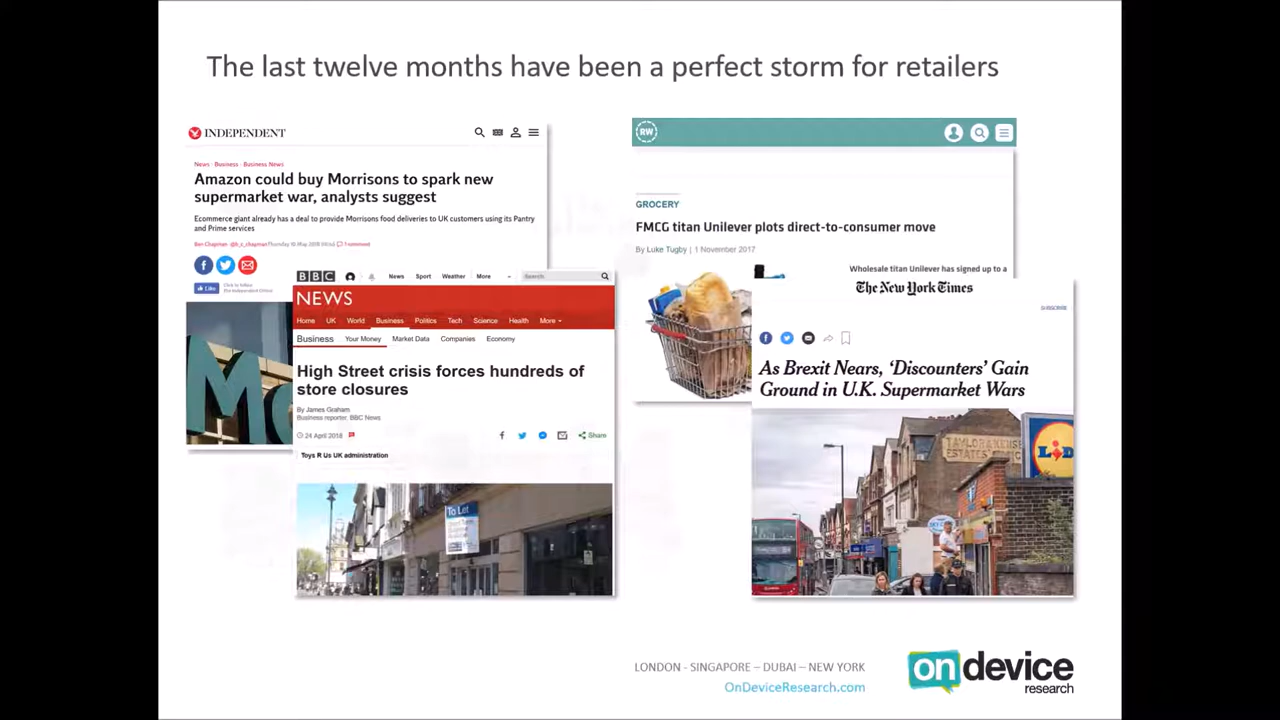 The last twelve months have been a perfect storm for retailers
INDEPENDENT
News · Business · Business News
Amazon could buy Morrisons to spark new
supermarket war, analysts suggest
Ecommerce giant already has a deal to provide Morrisons food deliveries to UK customers using its Pantry
and Prime services
Like
BBC
News Sport Weather More Search
NEWS
Home UK World Business Politics Tech Science Health More
Business Your Money Market Data Companies Economy
High Street crisis forces hundreds of
store closures
By James Graham
Business reporter, BBC News
24 April 2018
Share
Toys R Us UK administration
To Let
RW
GROCERY
FMCG titan Unilever plots direct-to-consumer move
By Luke Tugby | 1 November 2017
Wholesale titan Unilever has signed up to a
The New York Times
SUBSCRIBE
As Brexit Nears, ‘Discounters’ Gain
Ground in U.K. Supermarket Wars
LONDON - SINGAPORE – DUBAI – NEW YORK
OnDeviceResearch.com
on device
research